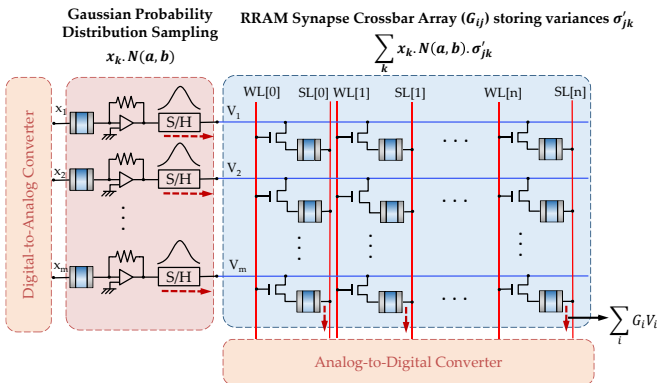 Gaussian Probability
Distribution Sampling
x_k. N(a, b)
RRAM Synapse Crossbar Array (G_ij) storing variances σ′_jk
∑_k x_k. N(a, b). σ′_jk
WL[0] SL[0] WL[1] SL[1] WL[n] SL[n]
Digital-to-Analog Converter
x_1 S/H V_1
. . .
x_2 S/H V_2
. . .
x_m S/H V_m
. . .
∑_i G_i V_i
Analog-to-Digital Converter